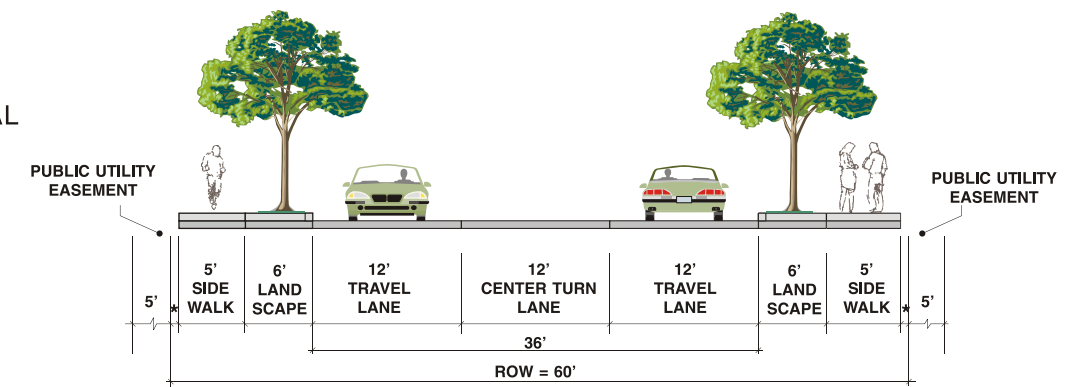 AL
PUBLIC UTILITY
EASEMENT
PUBLIC UTILITY
EASEMENT
5'
*
5'
SIDE
WALK
6'
LAND
SCAPE
12'
TRAVEL
LANE
12'
CENTER TURN
LANE
12'
TRAVEL
LANE
6'
LAND
SCAPE
5'
SIDE
WALK
*
5'
36'
ROW = 60'